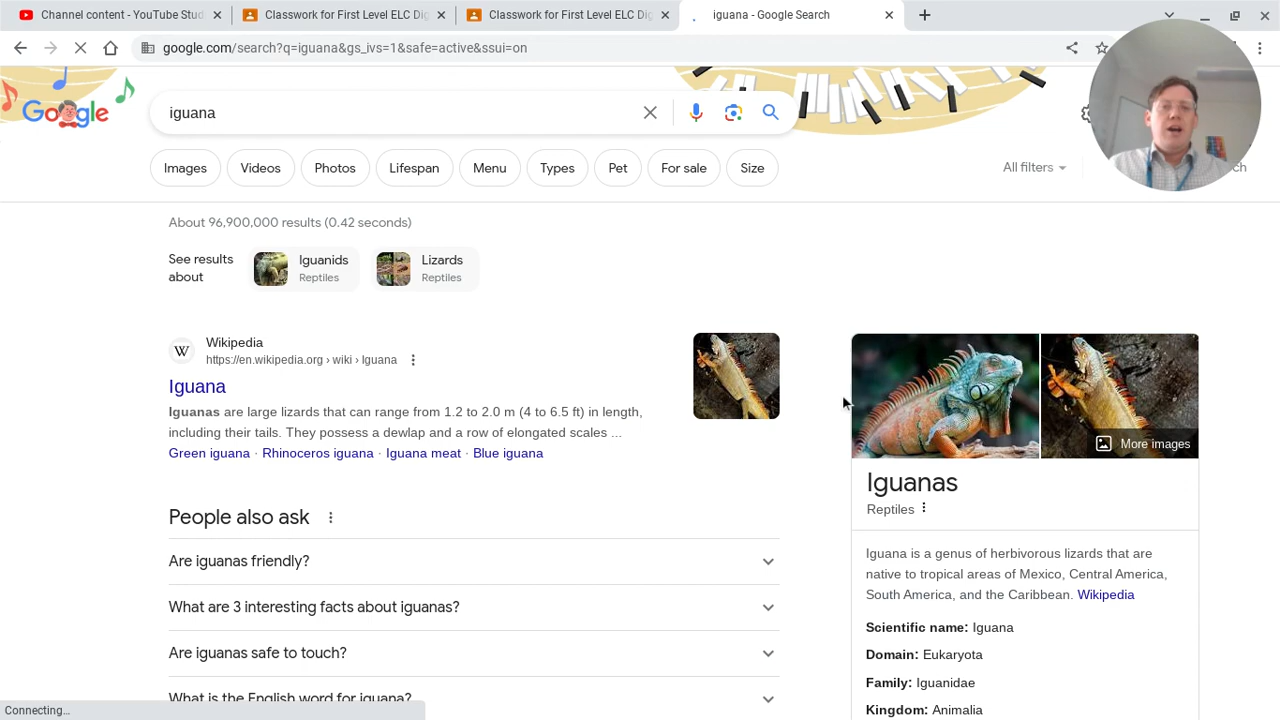 Channel content - YouTube Stud
Classwork for First Level ELC Dig
Classwork for First Level ELC Dig
iguana - Google Search
google.com/search?q=iguana&gs_ivs=1&safe=active&ssui=on
Google
iguana
Images
Videos
Photos
Lifespan
Menu
Types
Pet
For sale
Size
All filters
About 96,900,000 results (0.42 seconds)
See results
about
Iguanids
Reptiles
Lizards
Reptiles
W
Wikipedia
https://en.wikipedia.org › wiki › Iguana
Iguana
Iguanas are large lizards that can range from 1.2 to 2.0 m (4 to 6.5 ft) in length,
including their tails. They possess a dewlap and a row of elongated scales ...
Green iguana · Rhinoceros iguana · Iguana meat · Blue iguana
People also ask
Are iguanas friendly?
What are 3 interesting facts about iguanas?
Are iguanas safe to touch?
What is the English word for iguana?
More images
Iguanas
Reptiles
Iguana is a genus of herbivorous lizards that are
native to tropical areas of Mexico, Central America,
South America, and the Caribbean. Wikipedia
Scientific name: Iguana
Domain: Eukaryota
Family: Iguanidae
Kingdom: Animalia
Connecting...